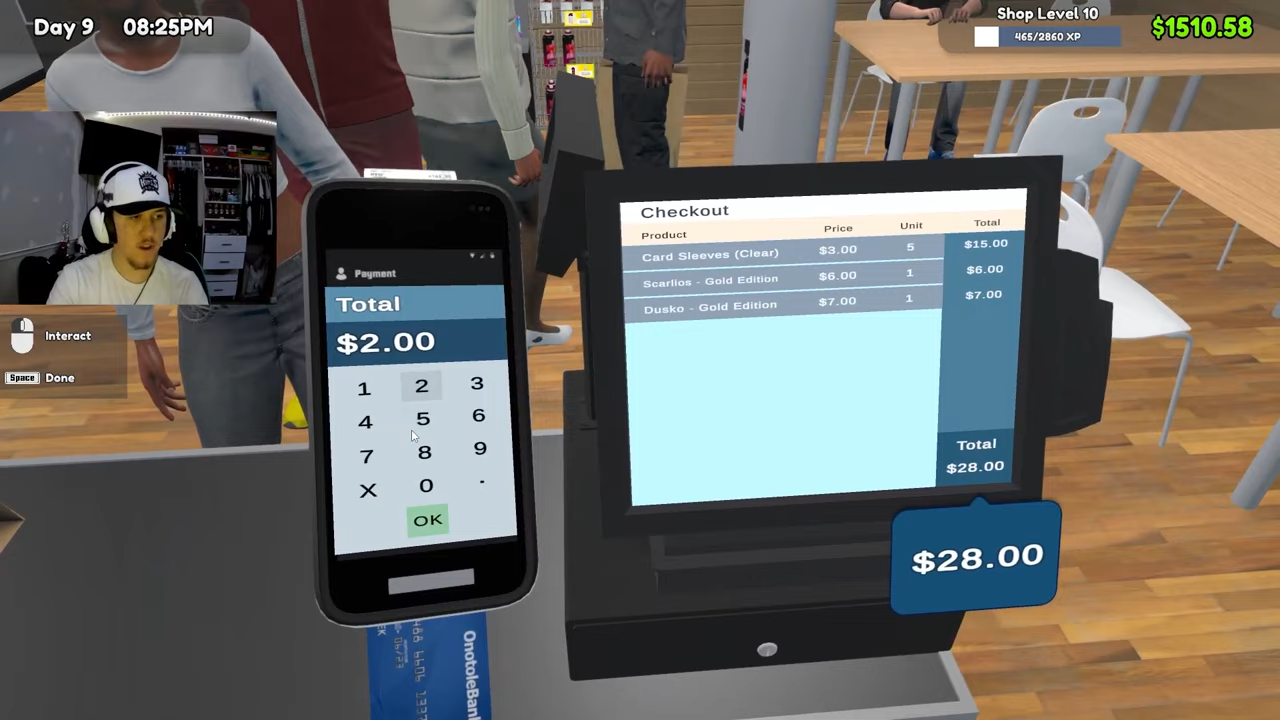 Day 9 08:25PM
Shop Level 10
465/2860 XP
$1510.58
Interact
Space Done
Payment
Total
$2.00
1 2 3
4 5 6
7 8 9
X 0 .
OK
Checkout
Product Price Unit Total
Card Sleeves (Clear) $3.00 5 $15.00
Scarlios - Gold Edition $6.00 1 $6.00
Dusko - Gold Edition $7.00 1 $7.00
Total
$28.00
$28.00
OnotoleBank